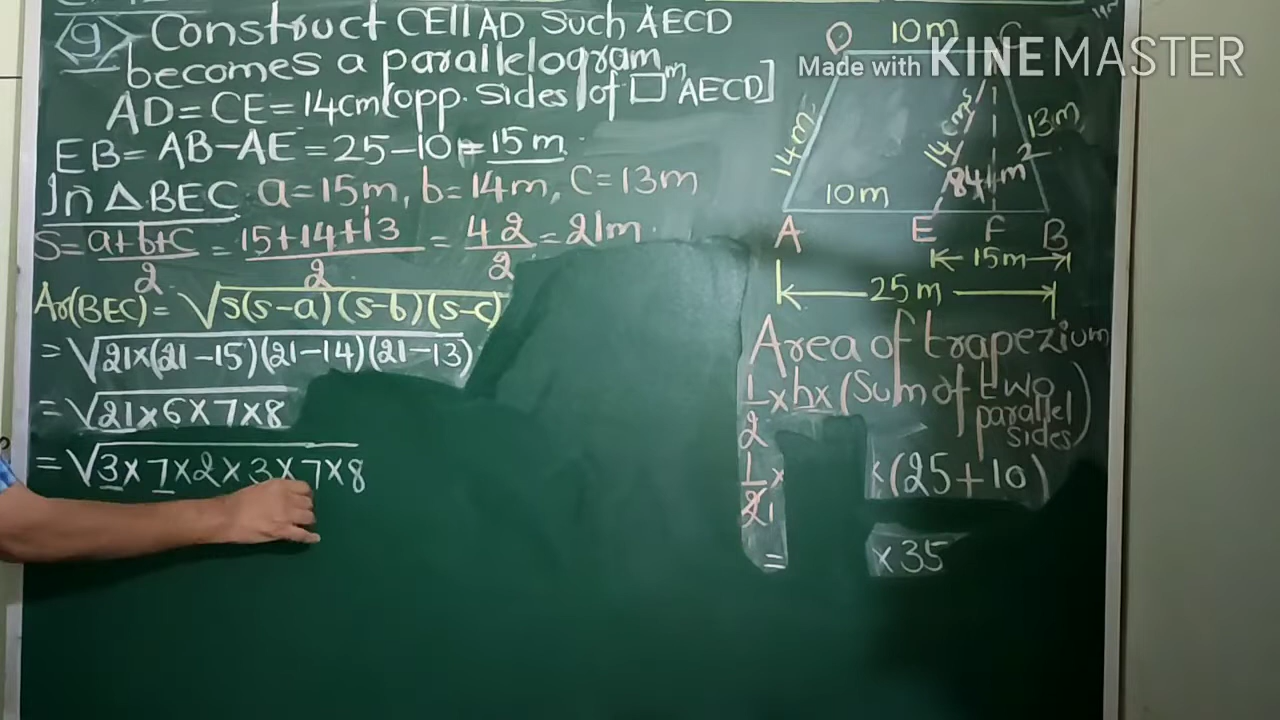 9 Construct CE||AD Such AECD
becomes a parallelogram
AD=CE=14cm [opp. sides of □ᵐ AECD]
EB=AB-AE=25-10=15m
In △BEC a=15m, b=14m, C=13m
S=a+b+c/2=15+14+13/2=42/2=21m
Ar(BEC)=√s(s-a)(s-b)(s-c)
=√21×(21-15)(21-14)(21-13)
=√21×6×7×8
=√3×7×2×3×7×8
D 10m C
Made with KINEMASTER
14m 14cm 13m
10m 84m²
A E F B
15m
25m
Area of trapezium
1/2×h×(Sum of two parallel sides)
1/2× ×(25+10)
= ×35